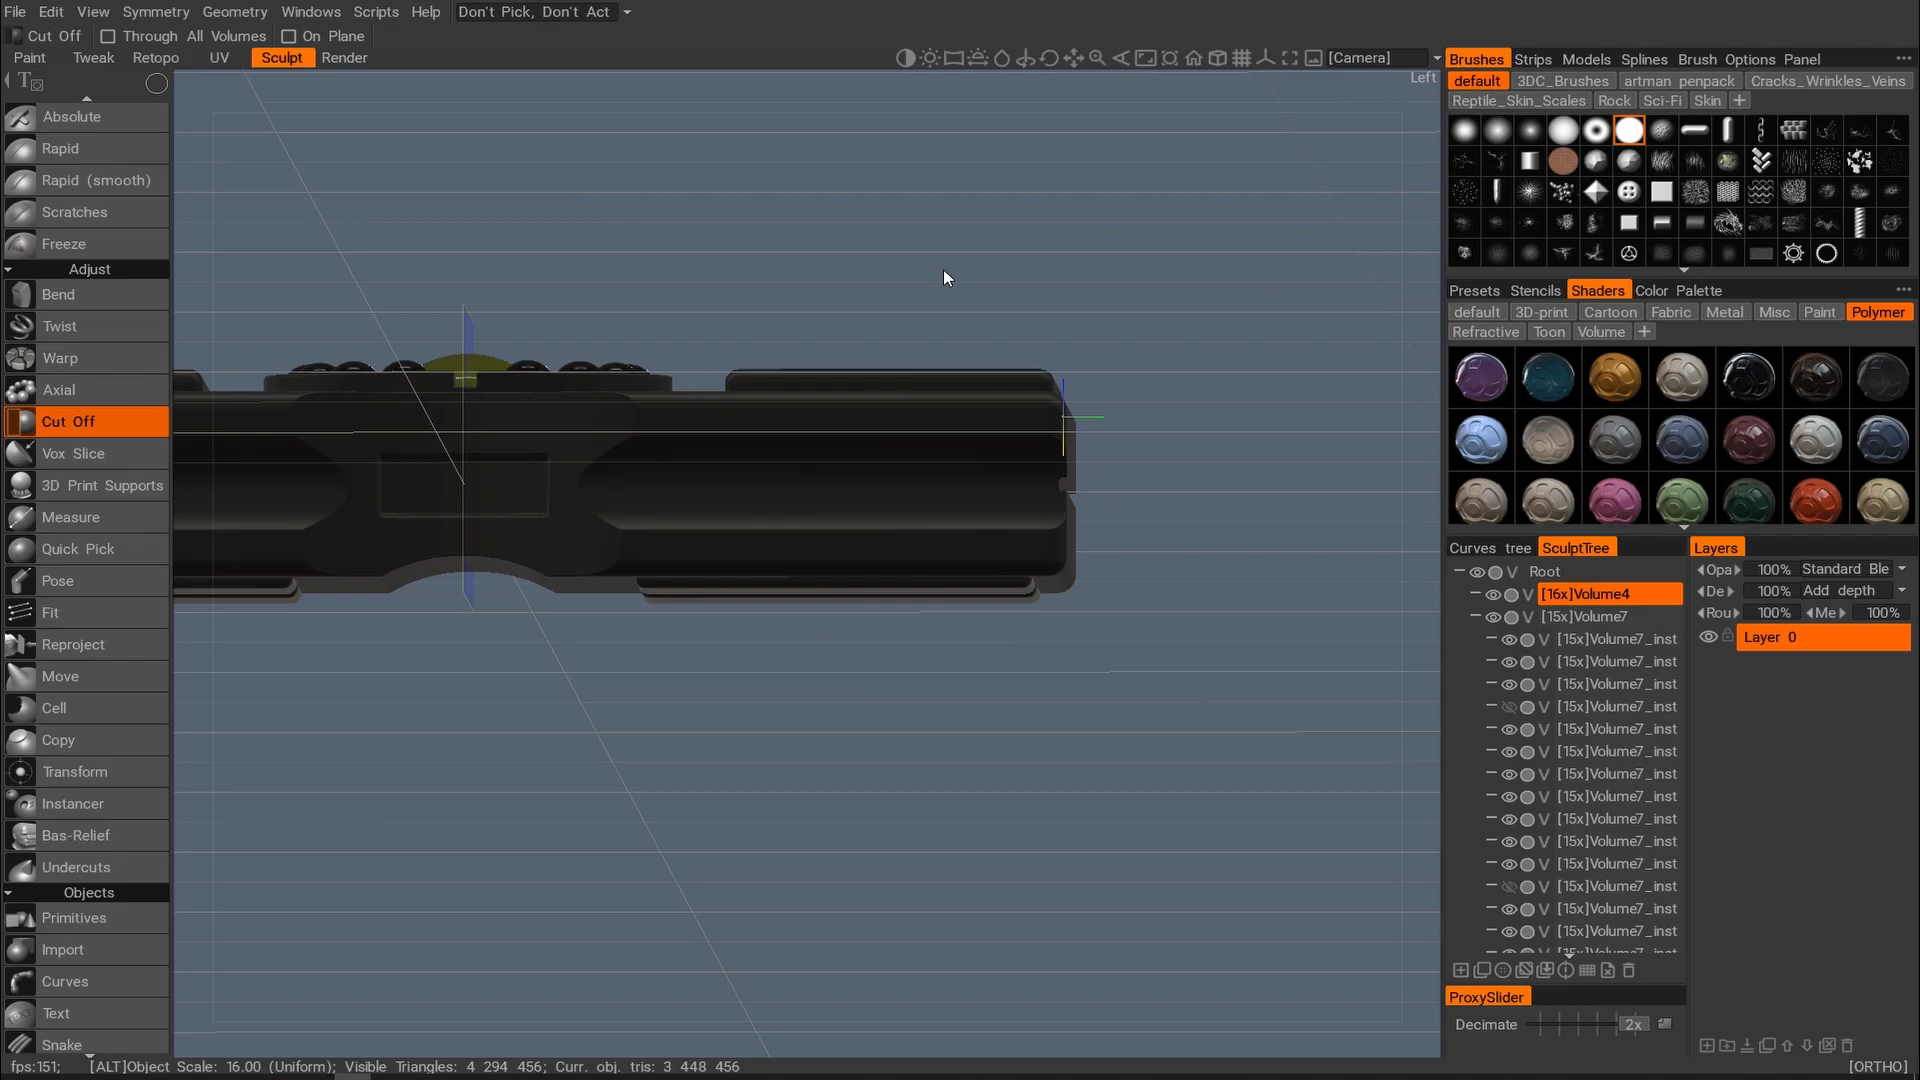 File Edit View Symmetry Geometry Windows Scripts Help Don't Pick, Don't Act
Cut Off Through All Volumes On Plane
Paint Tweak Retopo UV Sculpt Render [Camera]
Left
Absolute
Rapid
Rapid (smooth)
Scratches
Freeze
Adjust
Bend
Twist
Warp
Axial
Cut Off
Vox Slice
3D Print Supports
Measure
Quick Pick
Pose
Fit
Reproject
Move
Cell
Copy
Transform
Instancer
Bas-Relief
Undercuts
Objects
Primitives
Import
Curves
Text
Snake
Brushes Strips Models Splines Brush Options Panel
default 3DC_Brushes artman penpack Cracks_Wrinkles_Veins
Reptile_Skin_Scales Rock Sci-Fi Skin +
Presets Stencils Shaders Color Palette
default 3D-print Cartoon Fabric Metal Misc Paint Polymer
Refractive Toon Volume +
Curves tree SculptTree
Root
[16x]Volume4
[15x]Volume7
[15x]Volume7_inst
[15x]Volume7_inst
[15x]Volume7_inst
[15x]Volume7_inst
[15x]Volume7_inst
[15x]Volume7_inst
[15x]Volume7_inst
[15x]Volume7_inst
[15x]Volume7_inst
[15x]Volume7_inst
[15x]Volume7_inst
[15x]Volume7_inst
[15x]Volume7_inst
[15x]Volume7_inst
ProxySlider
Decimate 2x
Layers
Opa 100% Standard Ble
De 100% Add depth
Rou 100% Me 100%
Layer 0
fps:151; [ALT]Object Scale: 16.00 (Uniform); Visible Triangles: 4 294 456; Curr. obj. tris: 3 448 456
[ORTHO]